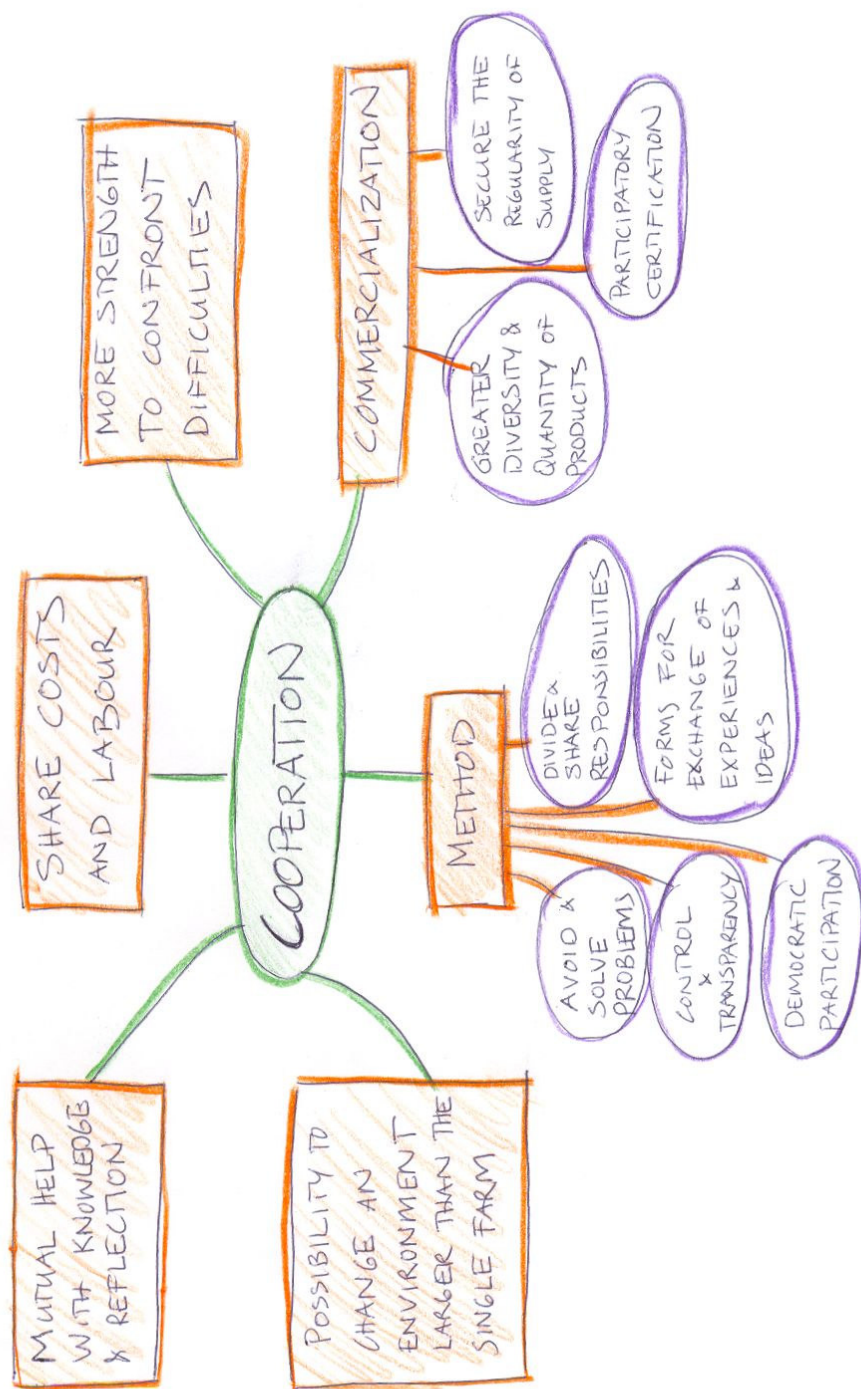 MUTUAL HELP
WITH KNOWLEDGE
& REFLECTION
SHARE COSTS
AND LABOUR
MORE STRENGTH
TO CONFRONT
DIFFICULTIES
COOPERATION
POSSIBILITY TO
CHANGE AN
ENVIRONMENT
LARGER THAN THE
SINGLE FARM
METHOD
COMMERCIALIZATION
AVOID &
SOLVE
PROBLEMS
CONTROL
&
TRANSPARENCY
DEMOCRATIC
PARTICIPATION
DIVIDE &
SHARE
RESPONSIBILITIES
FORMS FOR
EXCHANGE OF
EXPERIENCES &
IDEAS
GREATER
DIVERSITY &
QUANTITY OF
PRODUCTS
SECURE THE
REGULARITY OF
SUPPLY
PARTICIPATORY
CERTIFICATION